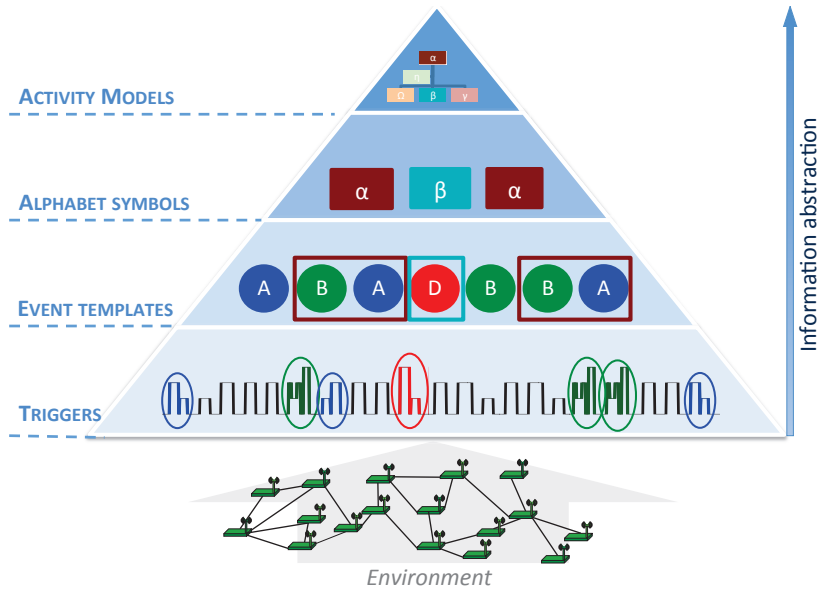 α
η
Ω β γ
ACTIVITY MODELS
α β α
ALPHABET SYMBOLS
A B A D B B A
EVENT TEMPLATES
TRIGGERS
Environment
Information abstraction